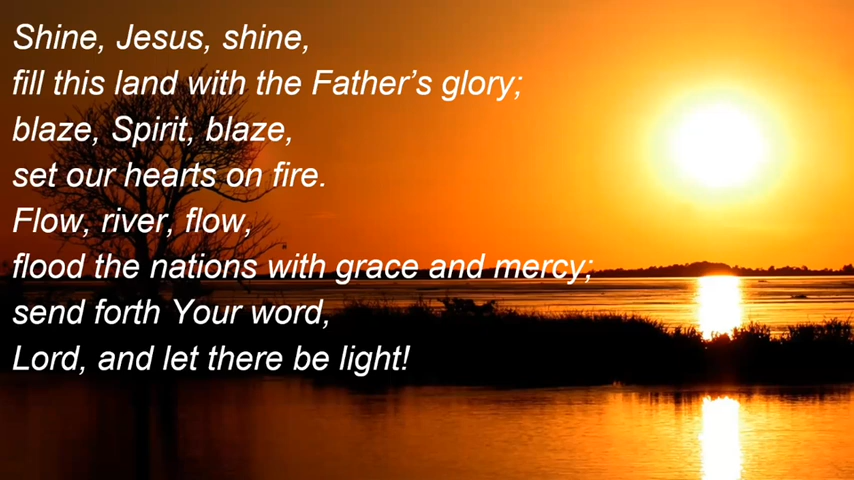 Shine, Jesus, shine,
fill this land with the Father’s glory;
blaze, Spirit, blaze,
set our hearts on fire.
Flow, river, flow,
flood the nations with grace and mercy;
send forth Your word,
Lord, and let there be light!